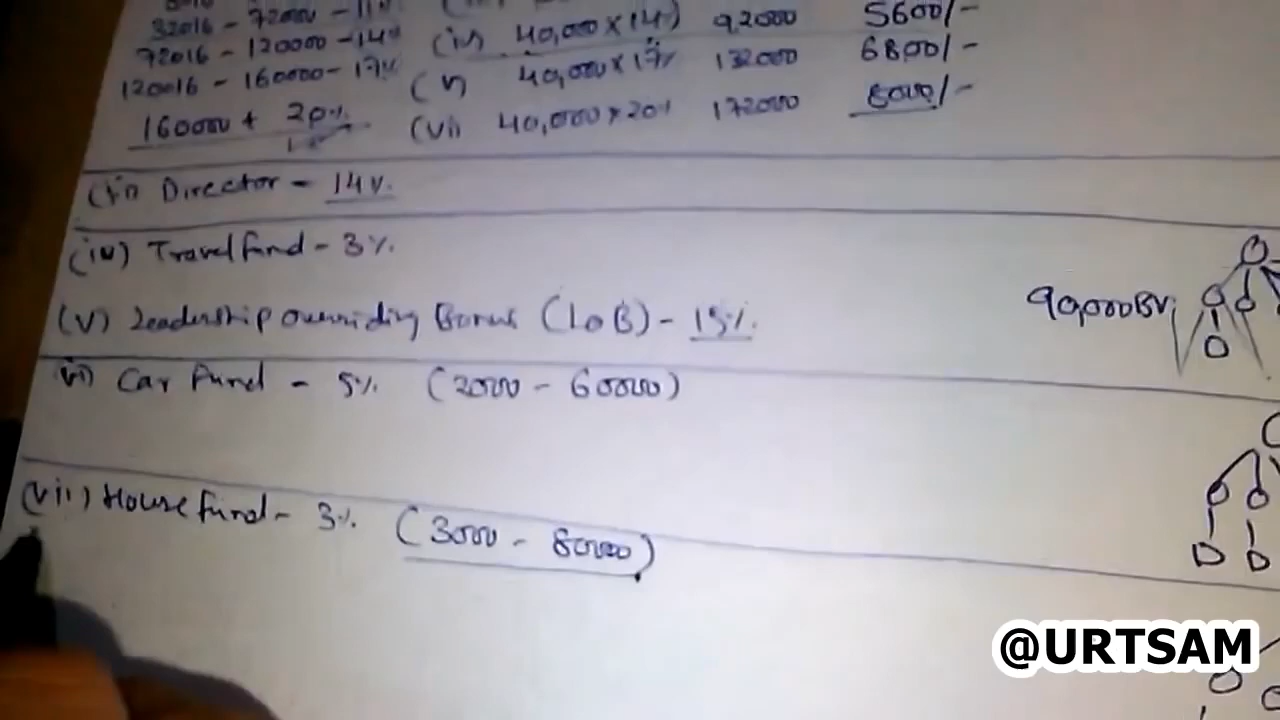 32016 - 72000 - 11%
72016 - 120000 - 14%
120016 - 160000 - 17%
160000 + 20%
(iv) 40,000 x 14% 92000 5600/-
(v) 40,000 x 17% 132000 6800/-
(vi) 40,000 x 20% 172000 8000/-
(iii) Director - 14%.
(iv) Travel fund - 3%.
(v) Leadership overriding Bonus (LOB) - 15%.
90,000BV
(vi) Car Fund - 5% (2000 - 60000)
(vii) House fund - 3% (3000 - 80000)
@URTSAM